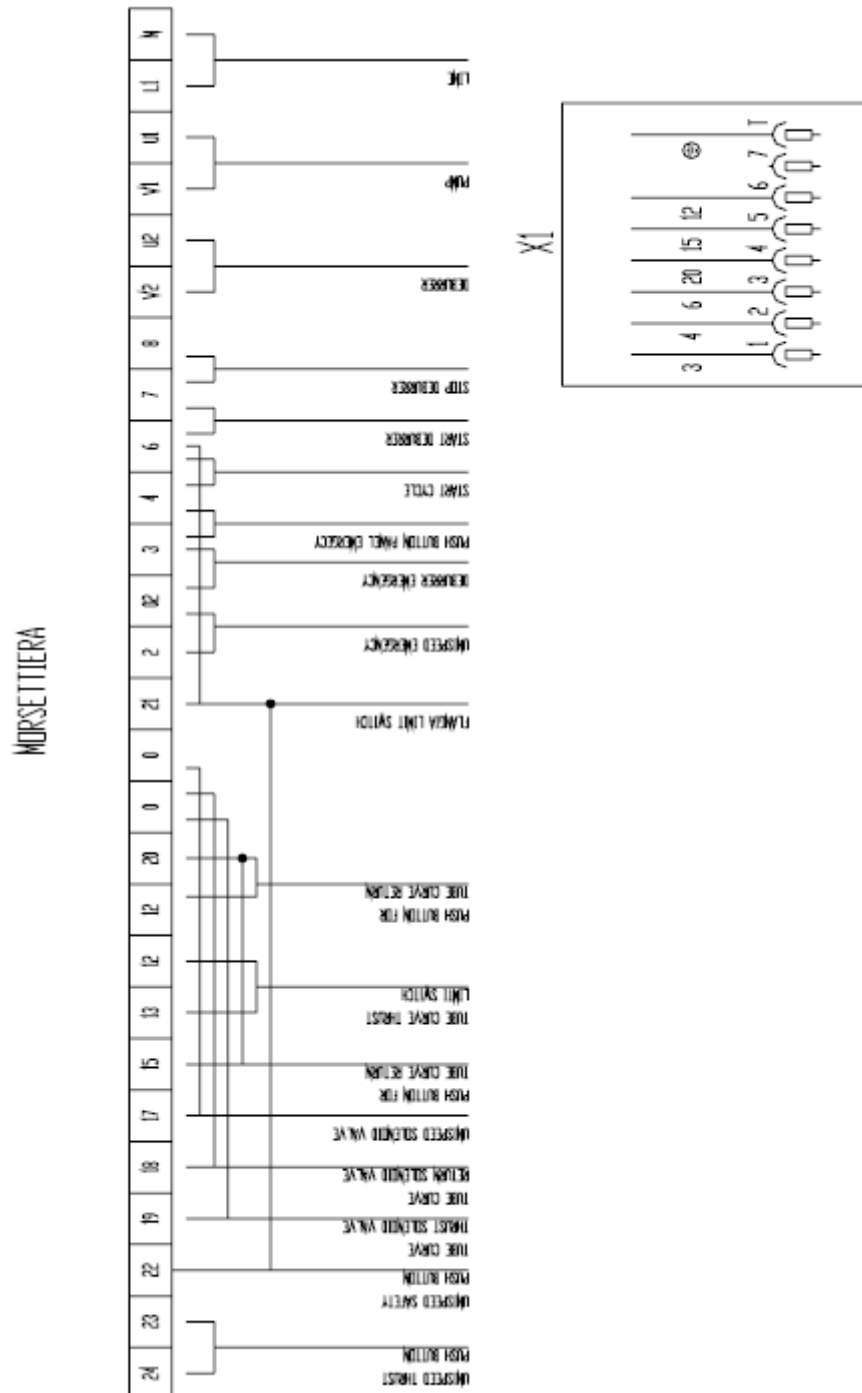 MORSETTIERA
N
L1
U1
V1
U2
V2
8
7
6
4
3
D2
2
21
0
0
20
12
12
13
15
17
18
19
22
23
24
LINE
PUMP
DEBURRER
STOP DEBURRER
START DEBURRER
START CYCLE
PUSH BUTTON PANEL EMERGECY
DEBURRER EMERGENCY
UNISPEED EMERGENCY
FLANGIA LIMIT SWITCH
PUSH BUTTON FOR
TUBE CURVE RETURN
TUBE CURVE THRUST
LIMIT SWITCH
PUSH BUTTON FOR
TUBE CURVE RETURN
UNISPEED SOLENOID VALVE
TUBE CURVE
RETURN SOLENOID VALVE
TUBE CURVE
THRUST SOLENOID VALVE
UNISPEED SAFETY
PUSH BUTTON
UNISPEED THRUST
PUSH BUTTON
X1
T
7
6
5
4
3
2
1
12
15
20
6
4
3